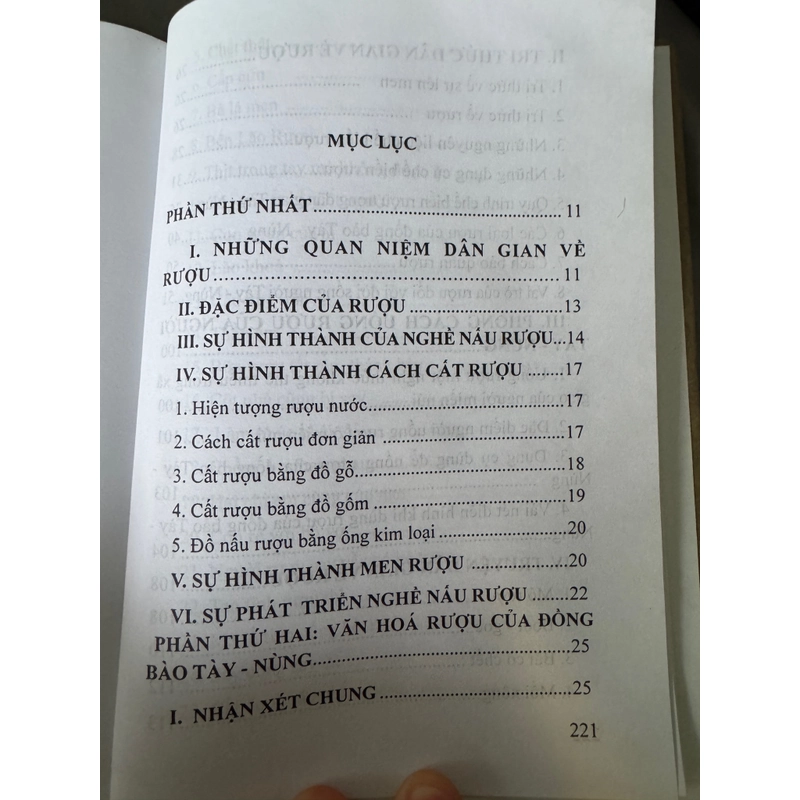 MỤC LỤC
PHẦN THỨ NHẤT..............................................11
I. NHỮNG QUAN NIỆM DÂN GIAN VỀ
RƯỢU..............................................................11
II. ĐẶC ĐIỂM CỦA RƯỢU .............................13
III. SỰ HÌNH THÀNH CỦA NGHỀ NẤU RƯỢU...14
IV. SỰ HÌNH THÀNH CÁCH CẤT RƯỢU ........17
1. Hiện tượng rượu nước...................................17
2. Cách cất rượu đơn giản .................................17
3. Cất rượu bằng đồ gỗ .....................................18
4. Cất rượu bằng đồ gốm ..................................19
5. Đồ nấu rượu bằng ống kim loại .....................20
V. SỰ HÌNH THÀNH MEN RƯỢU ...................20
VI. SỰ PHÁT TRIỂN NGHỀ NẤU RƯỢU ........22
PHẦN THỨ HAI: VĂN HOÁ RƯỢU CỦA ĐỒNG
BÀO TÀY - NÙNG..........................................25
I. NHẬN XÉT CHUNG ....................................25
221